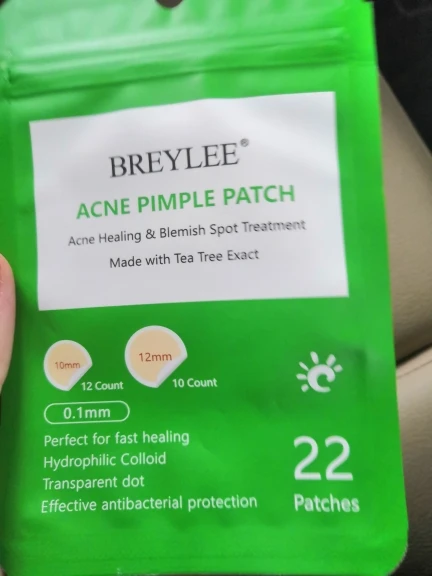 BREYLEE®
ACNE PIMPLE PATCH
Acne Healing & Blemish Spot Treatment
Made with Tea Tree Exact
10mm
12 Count
12mm
10 Count
0.1mm
Perfect for fast healing
Hydrophilic Colloid
Transparent dot
Effective antibacterial protection
22
Patches